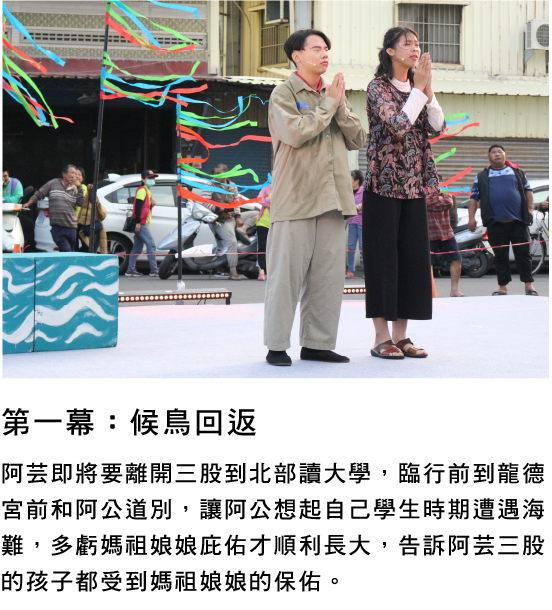 第一幕：候鳥回返
阿芸即將要離開三股到北部讀大學，臨行前到龍德
宮前和阿公道別，讓阿公想起自己學生時期遭遇海
難，多虧媽祖娘娘庇佑才順利長大，告訴阿芸三股
的孩子都受到媽祖娘娘的保佑。